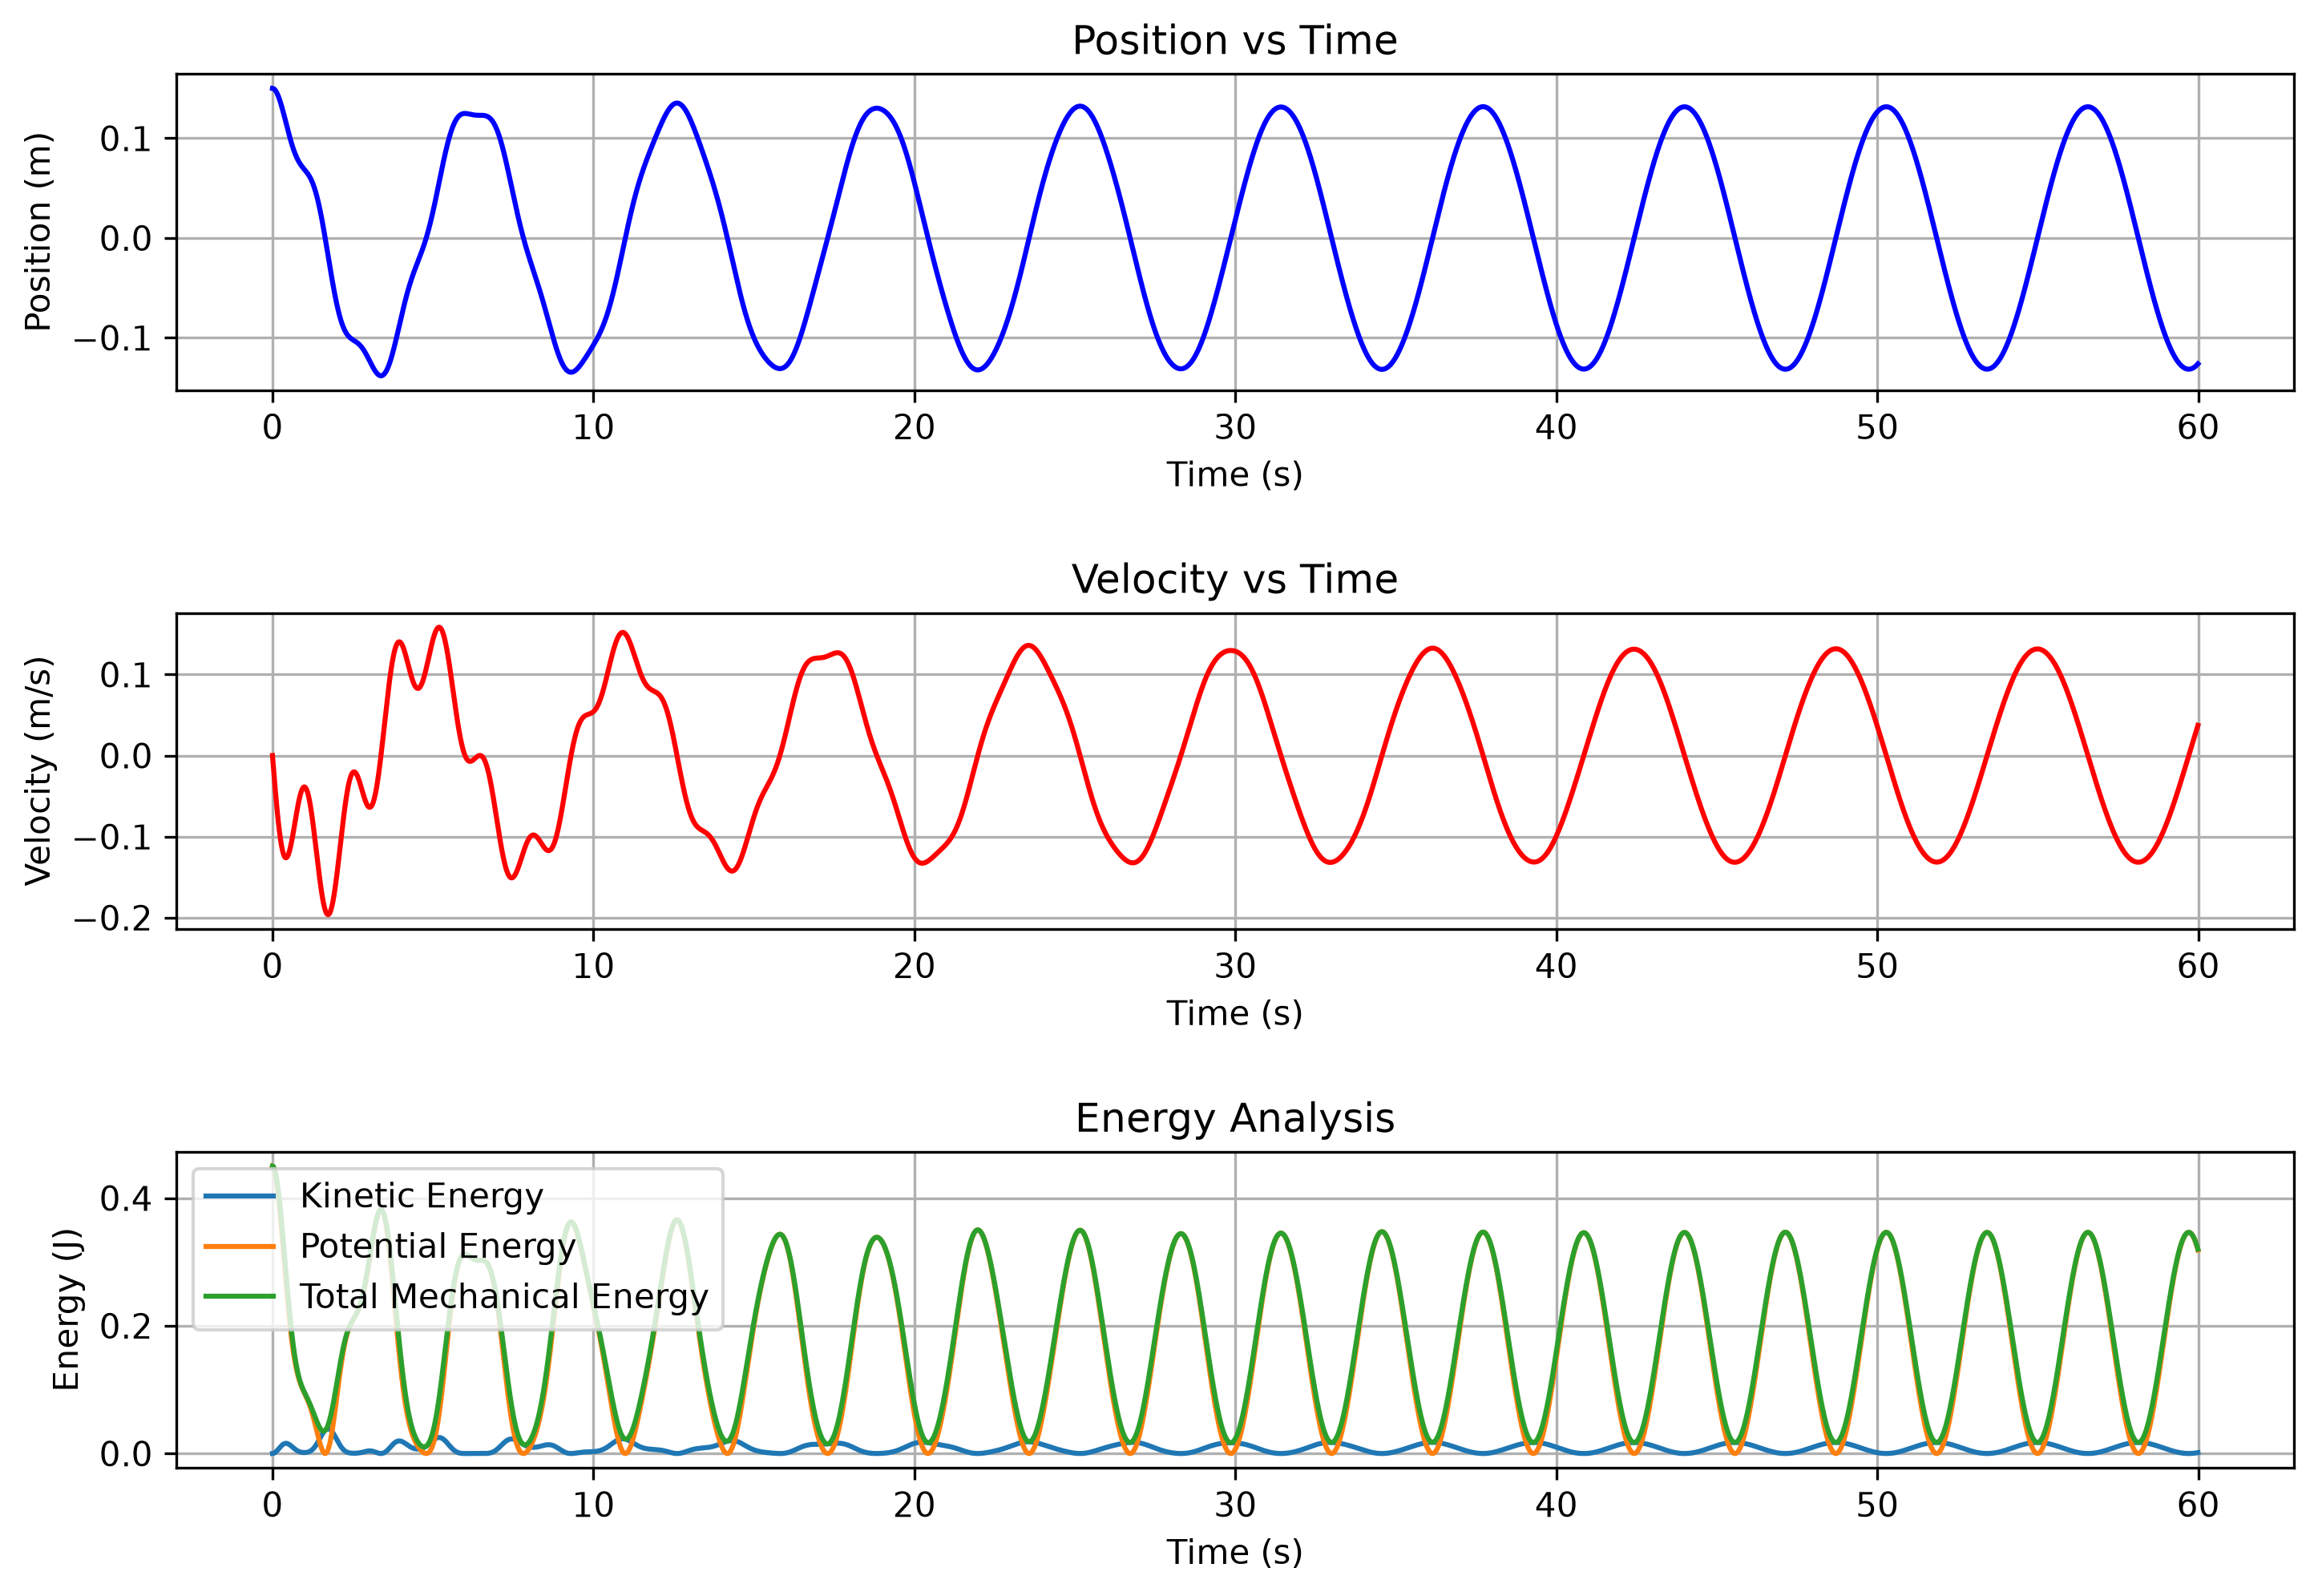 Position vs Time
Position (m)
0.1
0.0
−0.1
0 10 20 30 40 50 60
Time (s)
Velocity vs Time
Velocity (m/s)
0.1
0.0
−0.1
−0.2
0 10 20 30 40 50 60
Time (s)
Energy Analysis
Energy (J)
0.4
0.2
0.0
Kinetic Energy
Potential Energy
Total Mechanical Energy
0 10 20 30 40 50 60
Time (s)